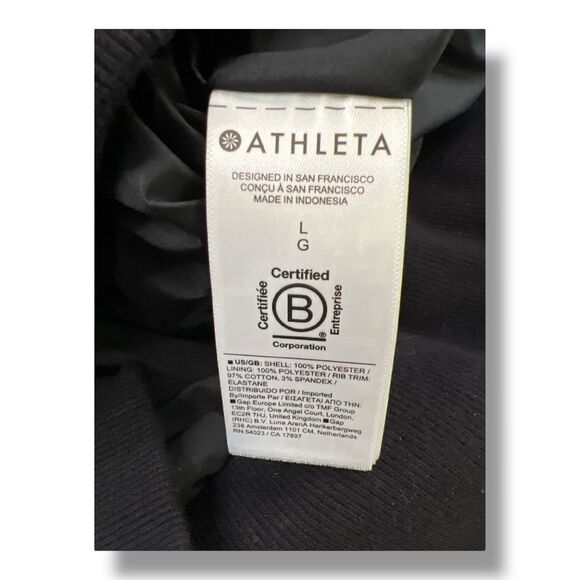 ATHLETA
DESIGNED IN SAN FRANCISCO
CONÇU À SAN FRANCISCO
MADE IN INDONESIA
L
G
Certified
Certifiée
B
Entreprise
®
Corporation
■ US/GB: SHELL: 100% POLYESTER /
LINING: 100% POLYESTER / RIB TRIM:
97% COTTON, 3% SPANDEX /
ELASTANE
DISTRIBUIDO POR / Imported
By/Importe Par / ΕΙΣΑΓΕΤΑΙ ΑΠΟ ΤΗΝ:
■ Gap Europe Limited c/o TMF Group
13th Floor, One Angel Court, London,
EC2R 7HJ, United Kingdom ■ Gap
(RHC) B.V. Luna ArenA Herikerbergweg
238 Amsterdam 1101 CM, Netherlands
RN 54023 / CA 17897